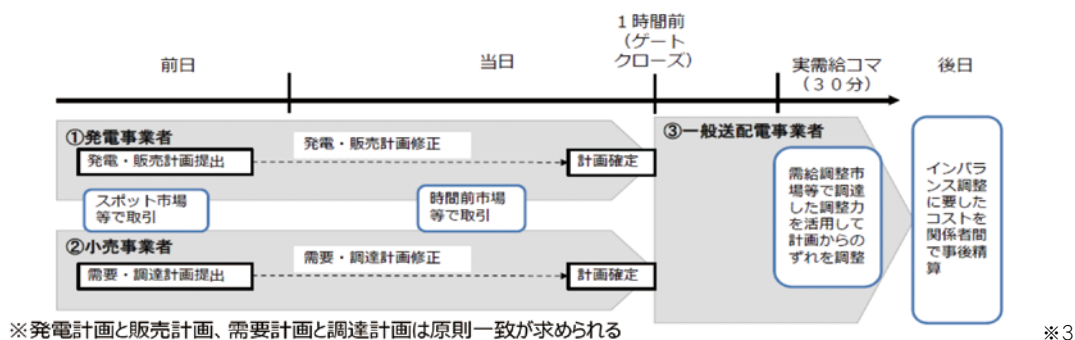 1 時間前
（ゲート
クローズ）
前日
当日
実需給コマ
（３０分）
後日
①発電事業者
発電・販売計画提出
発電・販売計画修正
計画確定
スポット市場
等で取引
時間前市場
等で取引
②小売事業者
需要・調達計画提出
需要・調達計画修正
計画確定
③一般送配電事業者
需給調整市
場等で調達
した調整力
を活用して
計画からの
ずれを調整
インバラ
ンス調整
に要した
コストを
関係者間
で事後精
算
※発電計画と販売計画、需要計画と調達計画は原則一致が求められる
※3